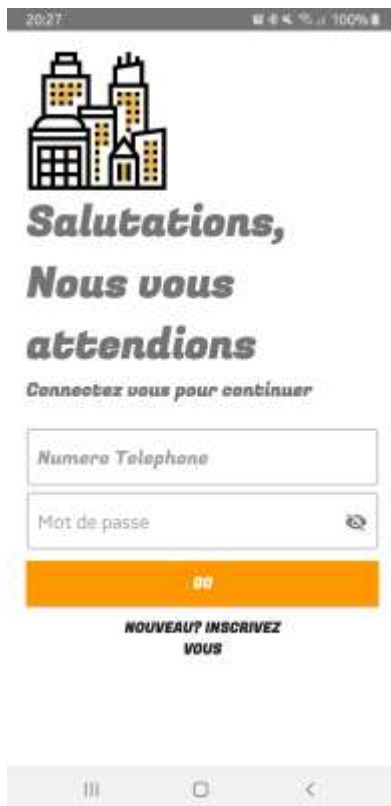 20:27
100%
Salutations,
Nous vous
attendions
Connectez vous pour continuer
Numero Telephone
Mot de passe
GO
NOUVEAU? INSCRIVEZ
VOUS